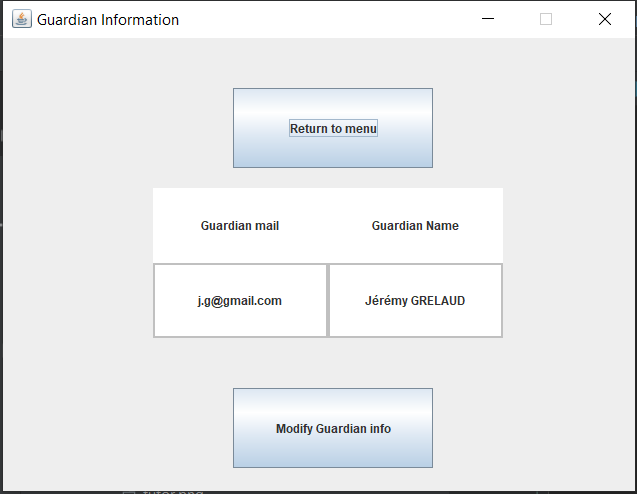 Guardian Information
Return to menu
Guardian mail Guardian Name
j.g@gmail.com Jérémy GRELAUD
Modify Guardian info